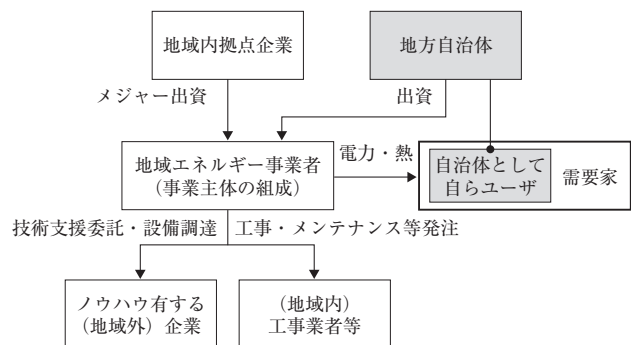 地域内拠点企業
地方自治体
メジャー出資
出資
地域エネルギー事業者
（事業主体の組成）
電力・熱
自治体として
自らユーザ
需要家
技術支援委託・設備調達
工事・メンテナンス等発注
ノウハウ有する
（地域外）企業
（地域内）
工事業者等